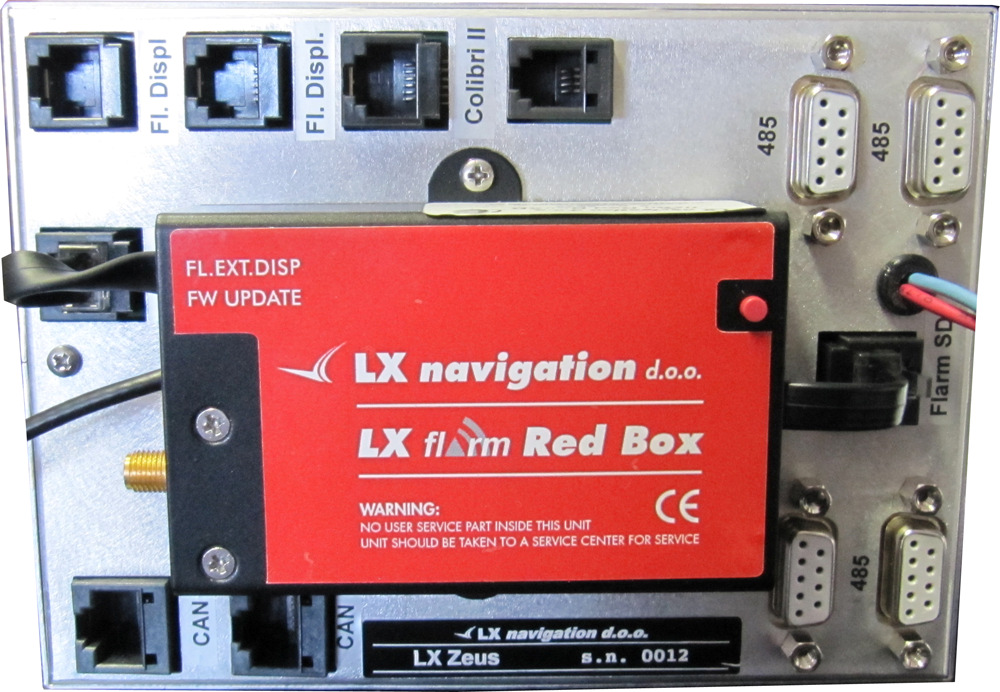 Fl. Displ
Fl. Displ.
Colibri II
485
485
FL.EXT.DISP
FW UPDATE
Flarm SD
LX navigation d.o.o.
LX flarm Red Box
WARNING:
NO USER SERVICE PART INSIDE THIS UNIT
UNIT SHOULD BE TAKEN TO A SERVICE CENTER FOR SERVICE
CE
485
CAN
CAN
LX navigation d.o.o.
LX Zeus s.n. 0012